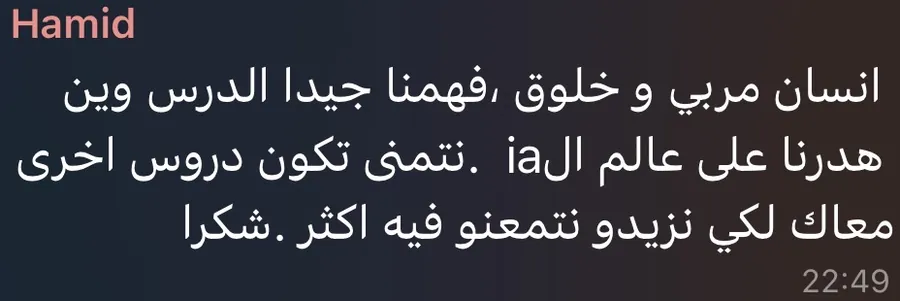 Hamid
انسان مربي و خلوق ،فهمنا جيدا الدرس وين
هدرنا على عالم الia .نتمنى تكون دروس اخرى
معاك لكي نزيدو نتمعنو فيه اكثر .شكرا
22:49